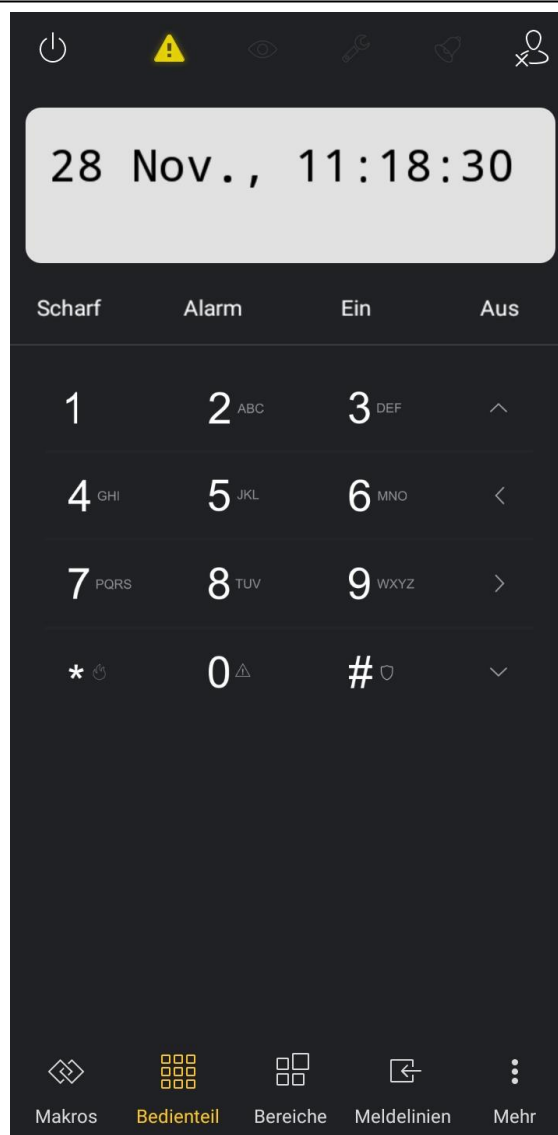 28 Nov., 11:18:30
Scharf Alarm Ein Aus
1 2 ABC 3 DEF
4 GHI 5 JKL 6 MNO
7 PQRS 8 TUV 9 WXYZ
* 0 #
Makros Bedienteil Bereiche Meldelinien Mehr